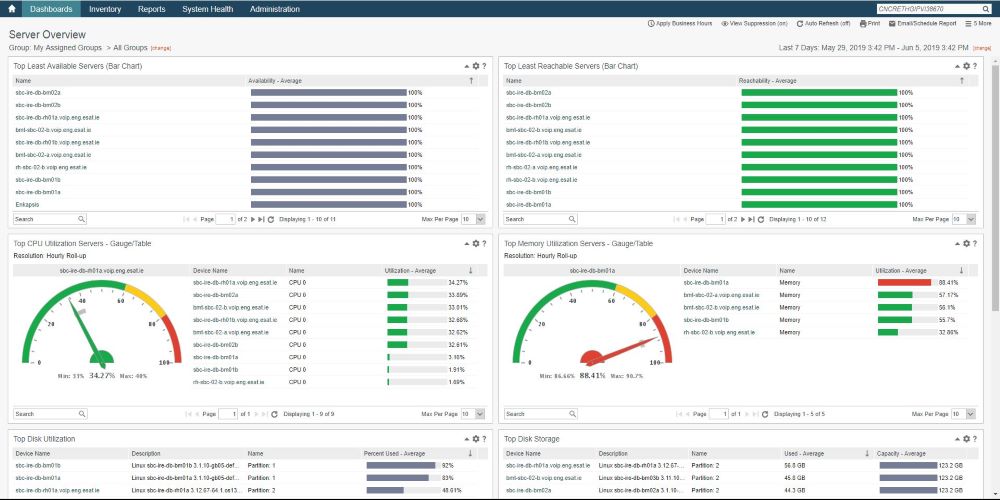 Dashboards Inventory Reports System Health Administration CNCRETHGIPVI38670
Apply Business Hours View Suppression (on) Auto Refresh (off) Print Email/Schedule Report 5 More
Server Overview
Group: My Assigned Groups > All Groups (change) Last 7 Days: May 29, 2019 3:42 PM - Jun 5, 2019 3:42 PM (change)
Top Least Available Servers (Bar Chart)
Name Availability - Average
sbc-ire-db-bm02a 100%
sbc-ire-db-bm02b 100%
sbc-ire-db-rh01a.voip.eng.esat.ie 100%
bmt-sbc-02-b.voip.eng.esat.ie 100%
sbc-ire-db-rh01b.voip.eng.esat.ie 100%
bmt-sbc-02-a.voip.eng.esat.ie 100%
rh-sbc-02-b.voip.eng.esat.ie 100%
sbc-ire-db-bm01b 100%
sbc-ire-db-bm01a 100%
Enkapsis 100%
Search Page 1 of 2 Displaying 1 - 10 of 11 Max Per Page 10
Top Least Reachable Servers (Bar Chart)
Name Reachability - Average
sbc-ire-db-bm02a 100%
sbc-ire-db-bm02b 100%
sbc-ire-db-rh01a.voip.eng.esat.ie 100%
bmt-sbc-02-b.voip.eng.esat.ie 100%
sbc-ire-db-rh01b.voip.eng.esat.ie 100%
bmt-sbc-02-a.voip.eng.esat.ie 100%
rh-sbc-02-a.voip.eng.esat.ie 100%
rh-sbc-02-b.voip.eng.esat.ie 100%
sbc-ire-db-bm01b 100%
sbc-ire-db-bm01a 100%
Search Page 1 of 2 Displaying 1 - 10 of 12 Max Per Page 10
Top CPU Utilization Servers - Gauge/Table
Resolution: Hourly Roll-up
sbc-ire-db-rh01a.voip.eng.esat.ie
0 20 40 60 80 100
Min: 33% 34.27% Max: 40%
Device Name Name Utilization - Average
sbc-ire-db-rh01a.voip.eng.esat.ie CPU 0 34.27%
sbc-ire-db-bm02a CPU 0 33.89%
bmt-sbc-02-b.voip.eng.esat.ie CPU 0 33.01%
sbc-ire-db-rh01b.voip.eng.esat.ie CPU 0 32.68%
bmt-sbc-02-a.voip.eng.esat.ie CPU 0 32.62%
sbc-ire-db-bm02b CPU 0 32.61%
sbc-ire-db-bm01a CPU 0 3.16%
sbc-ire-db-bm01b CPU 0 1.91%
rh-sbc-02-b.voip.eng.esat.ie CPU 0 1.69%
Search Page 1 of 1 Displaying 1 - 9 of 9 Max Per Page 10
Top Memory Utilization Servers - Gauge/Table
Resolution: Hourly Roll-up
sbc-ire-db-bm01a
0 20 40 60 80 100
Min: 86.66% 88.41% Max: 90.7%
Device Name Name Utilization - Average
sbc-ire-db-bm01a Memory 88.41%
bmt-sbc-02-a.voip.eng.esat.ie Memory 57.17%
bmt-sbc-02-b.voip.eng.esat.ie Memory 56.1%
sbc-ire-db-bm01b Memory 55.7%
rh-sbc-02-b.voip.eng.esat.ie Memory 32.86%
Search Page 1 of 1 Displaying 1 - 5 of 5 Max Per Page 10
Top Disk Utilization
Device Name Description Name Percent Used - Average
sbc-ire-db-bm01b Linux sbc-ire-db-bm01b 3.1.10-gb05-def... Partition: 1 92%
sbc-ire-db-bm01a Linux sbc-ire-db-bm01a 3.1.10-gb05-def... Partition: 1 83%
sbc-ire-db-rh01a.voip.eng.esat.ie Linux sbc-ire-db-rh01a 3.12.67-64.1.os13... Partition: 2 48.61%
Top Disk Storage
Device Name Description Name Used - Average Capacity - Average
sbc-ire-db-rh01a.voip.eng.esat.ie Linux sbc-ire-db-rh01a 3.12.67-... Partition: 2 56.8 GB 123.2 GB
bmt-sbc-02-b.voip.eng.esat.ie Linux sbc-ire-db-bm03b 3.11.10-... Partition: 2 45.8 GB 123.2 GB
sbc-ire-db-bm02a Linux sbc-ire-db-bm02a 3.1.10-... Partition: 2 44.3 GB 123.2 GB